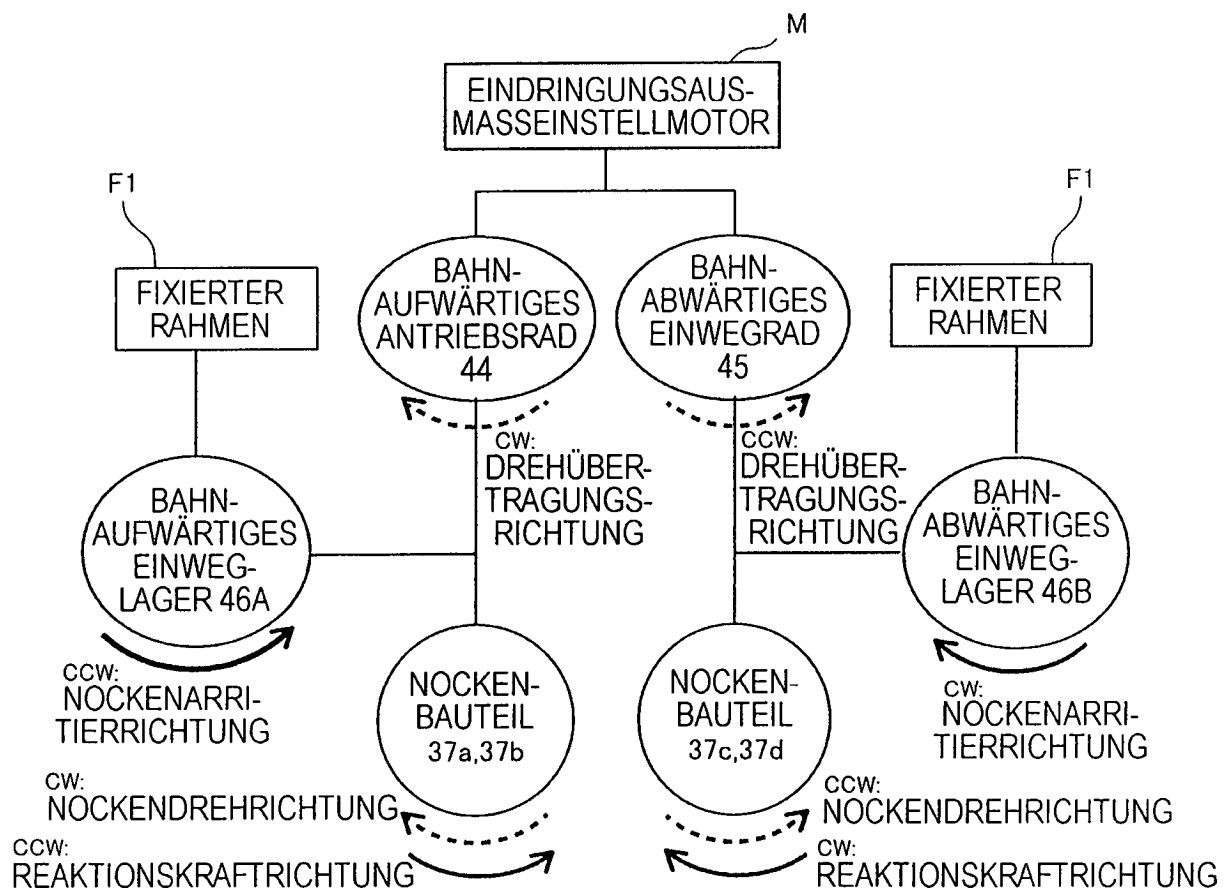 M
EINDRINGUNGSAUS-
MASSEINSTELLMOTOR
F1
F1
FIXIERTER
RAHMEN
BAHN-
AUFWÄRTIGES
ANTRIEBSRAD
44
BAHN-
ABWÄRTIGES
EINWEGRAD
45
FIXIERTER
RAHMEN
CW:
DREHÜBER-
TRAGUNGS-
RICHTUNG
CCW:
DREHÜBER-
TRAGUNGS-
RICHTUNG
BAHN-
AUFWÄRTIGES
EINWEG-
LAGER 46A
BAHN-
ABWÄRTIGES
EINWEG-
LAGER 46B
CCW:
NOCKENARRI-
TIERRICHTUNG
NOCKEN-
BAUTEIL
37a,37b
NOCKEN-
BAUTEIL
37c,37d
CW:
NOCKENARRI-
TIERRICHTUNG
CW:
NOCKENDREHRICHTUNG
CCW:
NOCKENDREHRICHTUNG
CCW:
REAKTIONSKRAFTRICHTUNG
CW:
REAKTIONSKRAFTRICHTUNG